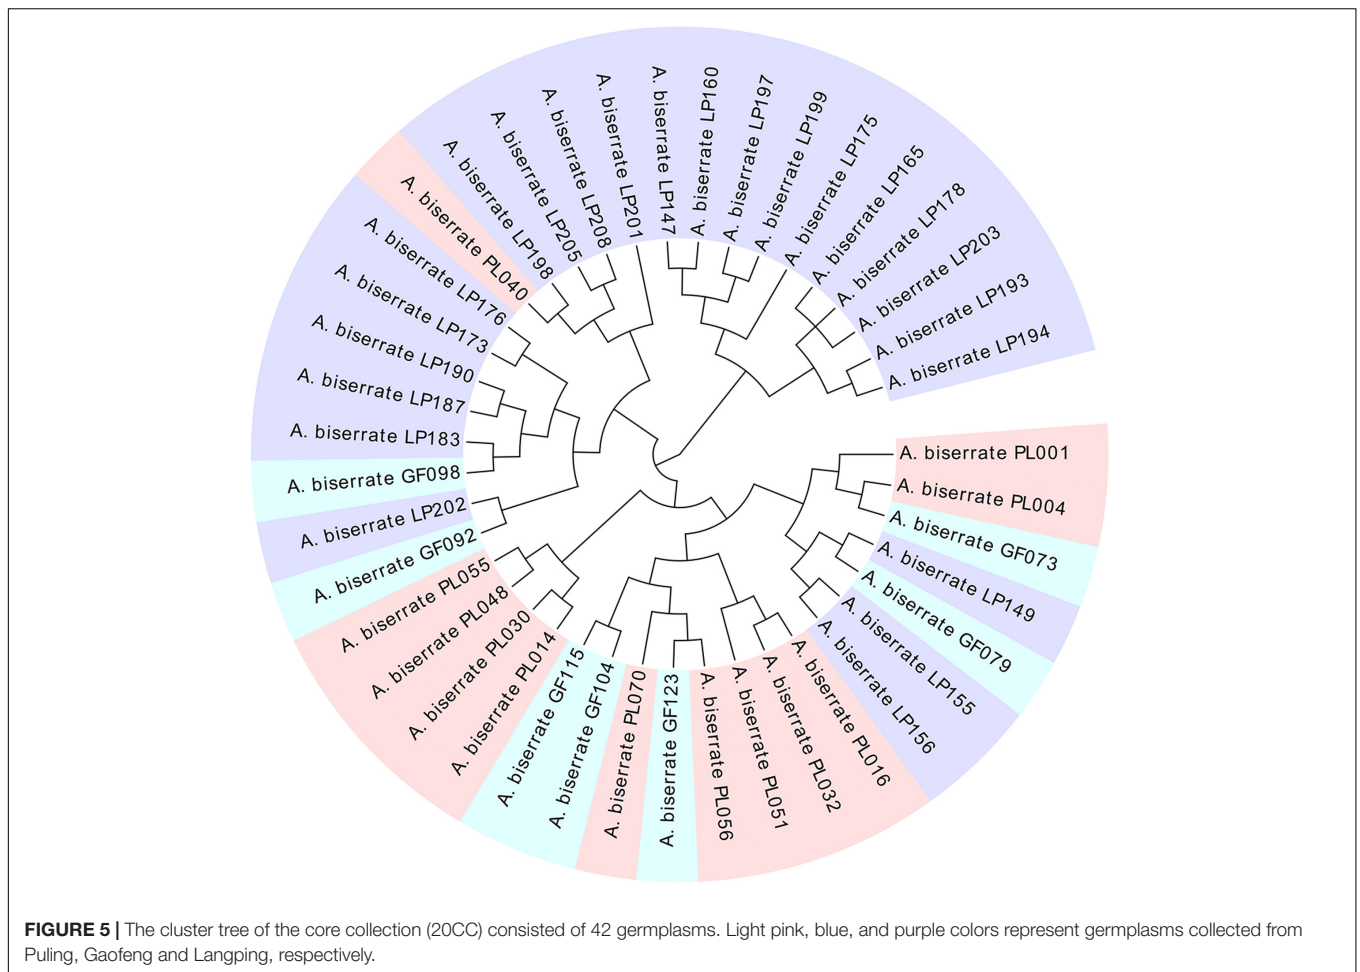 A. biserrate LP147
A. biserrate LP160
A. biserrate LP197
A. biserrate LP199
A. biserrate LP175
A. biserrate LP165
A. biserrate LP178
A. biserrate LP203
A. biserrate LP193
A. biserrate LP194
A. biserrate PL001
A. biserrate PL004
A. biserrate GF073
A. biserrate LP149
A. biserrate GF079
A. biserrate LP155
A. biserrate LP156
A. biserrate PL016
A. biserrate PL032
A. biserrate PL051
A. biserrate PL056
A. biserrate GF123
A. biserrate PL070
A. biserrate GF104
A. biserrate GF115
A. biserrate PL014
A. biserrate PL030
A. biserrate PL048
A. biserrate PL055
A. biserrate GF092
A. biserrate LP202
A. biserrate GF098
A. biserrate LP183
A. biserrate LP187
A. biserrate LP190
A. biserrate LP173
A. biserrate LP176
A. biserrate PL040
A. biserrate LP198
A. biserrate LP205
A. biserrate LP208
A. biserrate LP201
FIGURE 5 | The cluster tree of the core collection (20CC) consisted of 42 germplasms. Light pink, blue, and purple colors represent germplasms collected from
Puling, Gaofeng and Langping, respectively.